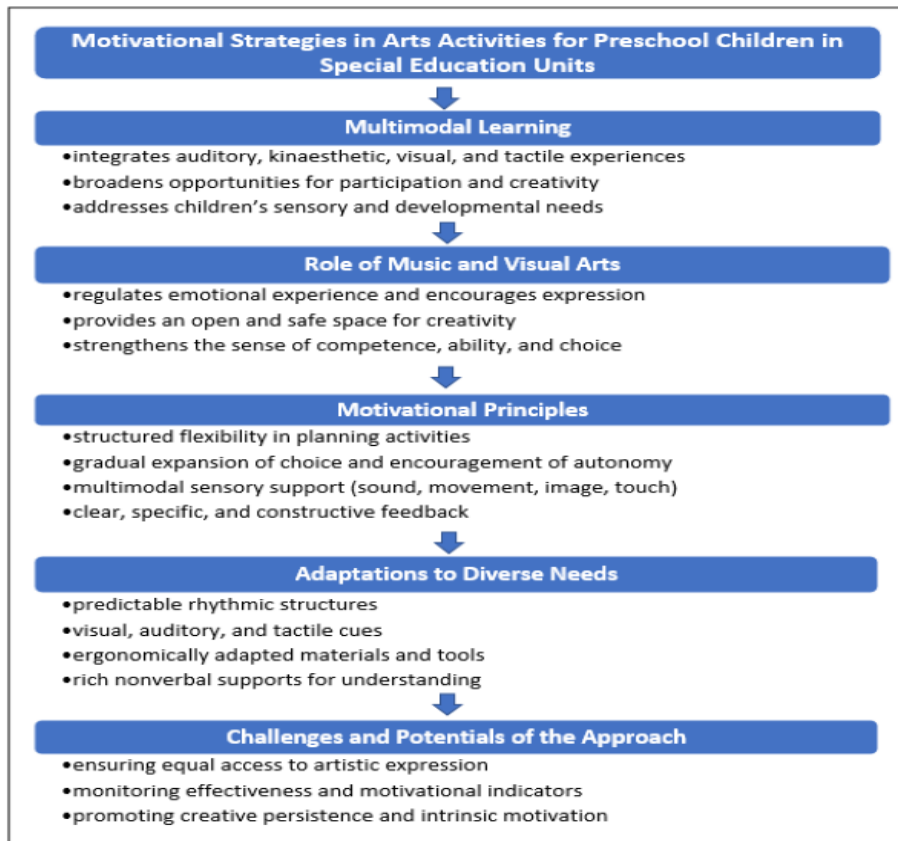 Motivational Strategies in Arts Activities for Preschool Children in
Special Education Units
Multimodal Learning
•integrates auditory, kinaesthetic, visual, and tactile experiences
•broadens opportunities for participation and creativity
•addresses children's sensory and developmental needs
Role of Music and Visual Arts
•regulates emotional experience and encourages expression
•provides an open and safe space for creativity
•strengthens the sense of competence, ability, and choice
Motivational Principles
•structured flexibility in planning activities
•gradual expansion of choice and encouragement of autonomy
•multimodal sensory support (sound, movement, image, touch)
•clear, specific, and constructive feedback
Adaptations to Diverse Needs
•predictable rhythmic structures
•visual, auditory, and tactile cues
•ergonomically adapted materials and tools
•rich nonverbal supports for understanding
Challenges and Potentials of the Approach
•ensuring equal access to artistic expression
•monitoring effectiveness and motivational indicators
•promoting creative persistence and intrinsic motivation